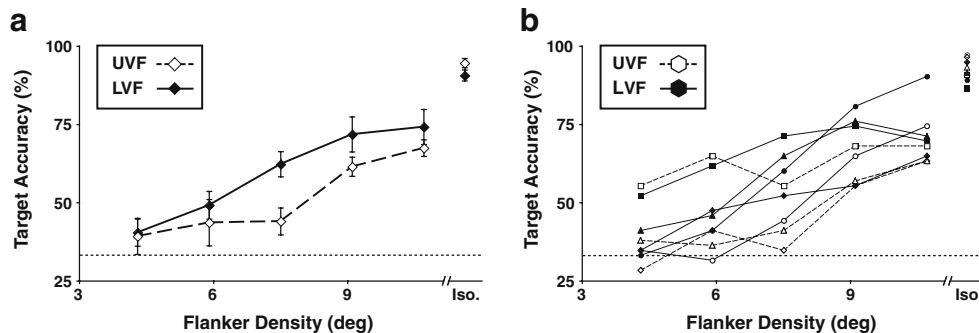 a
Target Accuracy (%)
100
75
50
25
UVF
LVF
3
6
9
Iso.
Flanker Density (deg)
b
Target Accuracy (%)
100
75
50
25
UVF
LVF
3
6
9
Iso.
Flanker Density (deg)